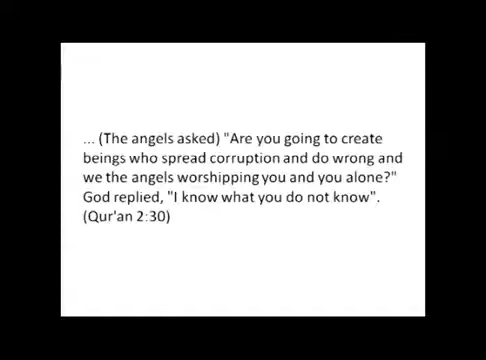 ... (The angels asked) "Are you going to create
beings who spread corruption and do wrong and
we the angels worshipping you and you alone?"
God replied, "I know what you do not know".
(Qur'an 2:30)